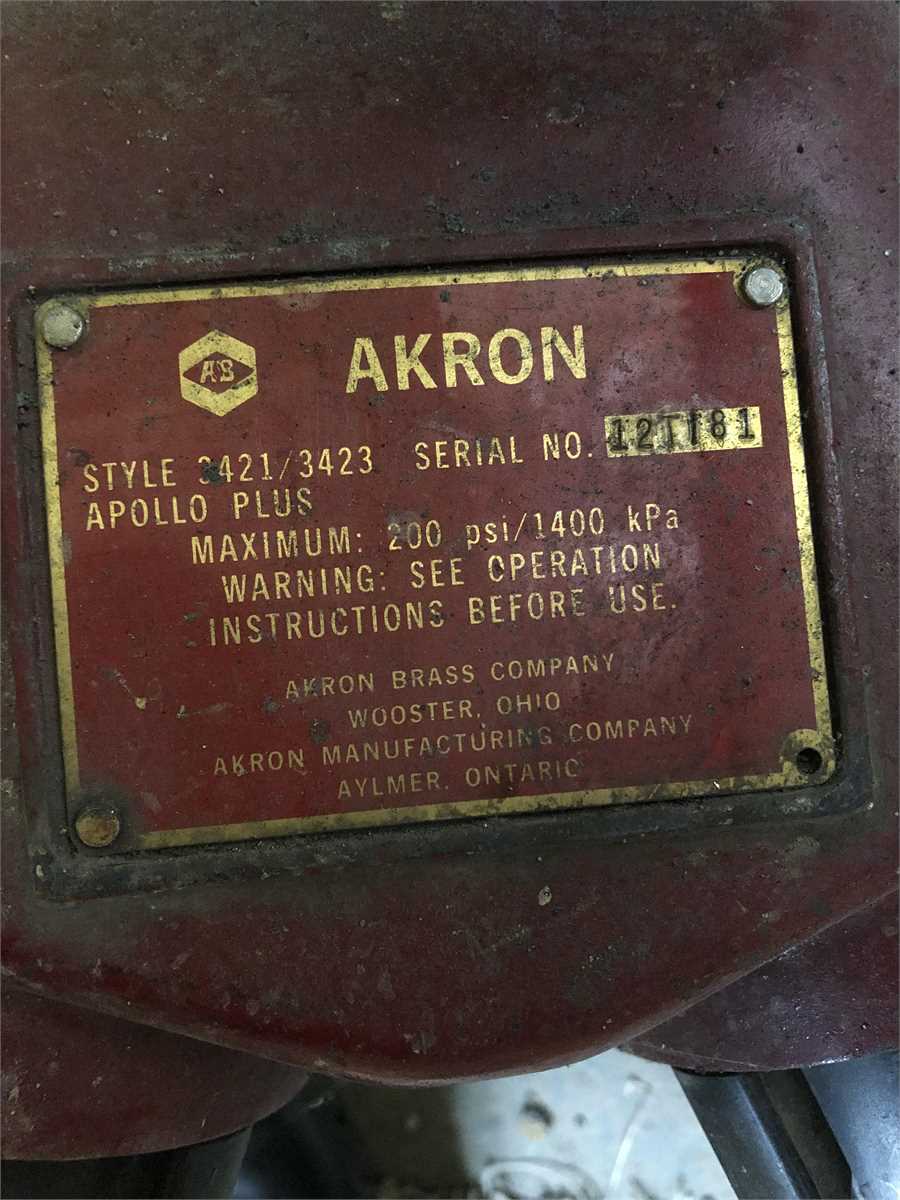 AB
AKRON
STYLE 3421/3423 SERIAL NO.
APOLLO PLUS
MAXIMUM: 200 psi/1400 kPa
WARNING: SEE OPERATION
INSTRUCTIONS BEFORE USE.
AKRON BRASS COMPANY
WOOSTER, OHIO
AKRON MANUFACTURING COMPANY
AYLMER, ONTARIO